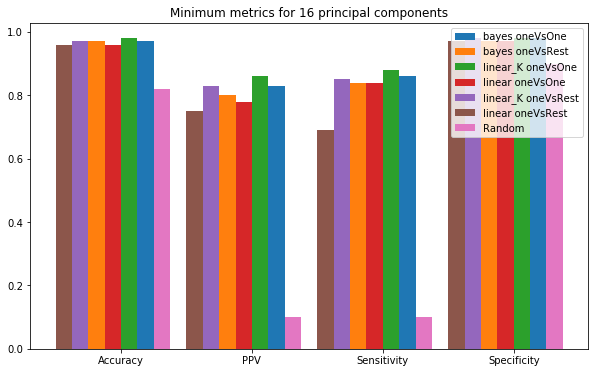 Minimum metrics for 16 principal components
1.0
0.8
0.6
0.4
0.2
0.0
bayes oneVsOne
bayes oneVsRest
linear_K oneVsOne
linear oneVsOne
linear_K oneVsRest
linear oneVsRest
Random
Accuracy
PPV
Sensitivity
Specificity